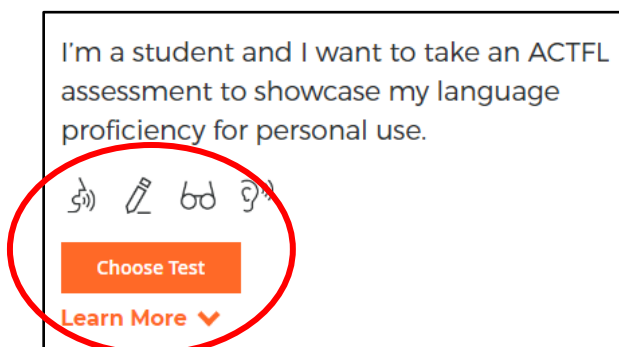 I'm a student and I want to take an ACTFL
assessment to showcase my language
proficiency for personal use.
Choose Test
Learn More